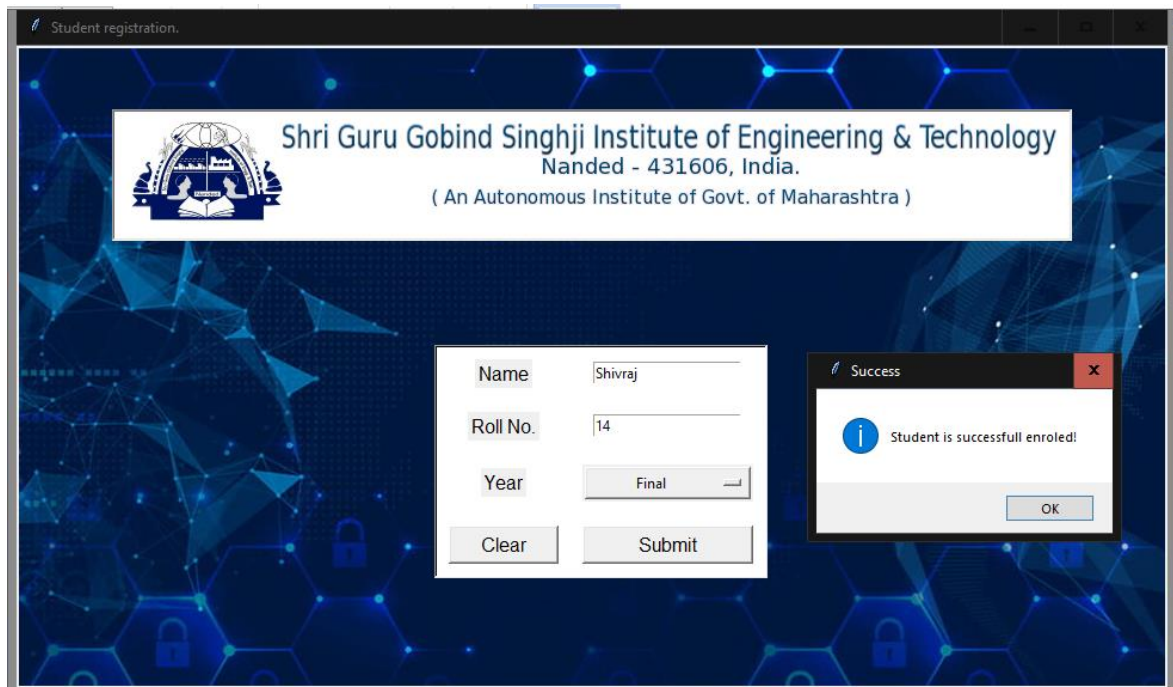 Student registration.
Shri Guru Gobind Singhji Institute of Engineering & Technology
Nanded - 431606, India.
( An Autonomous Institute of Govt. of Maharashtra )
Name
Shivraj
Roll No.
14
Year
Final
Clear
Submit
Success
Student is successfull enroled!
OK